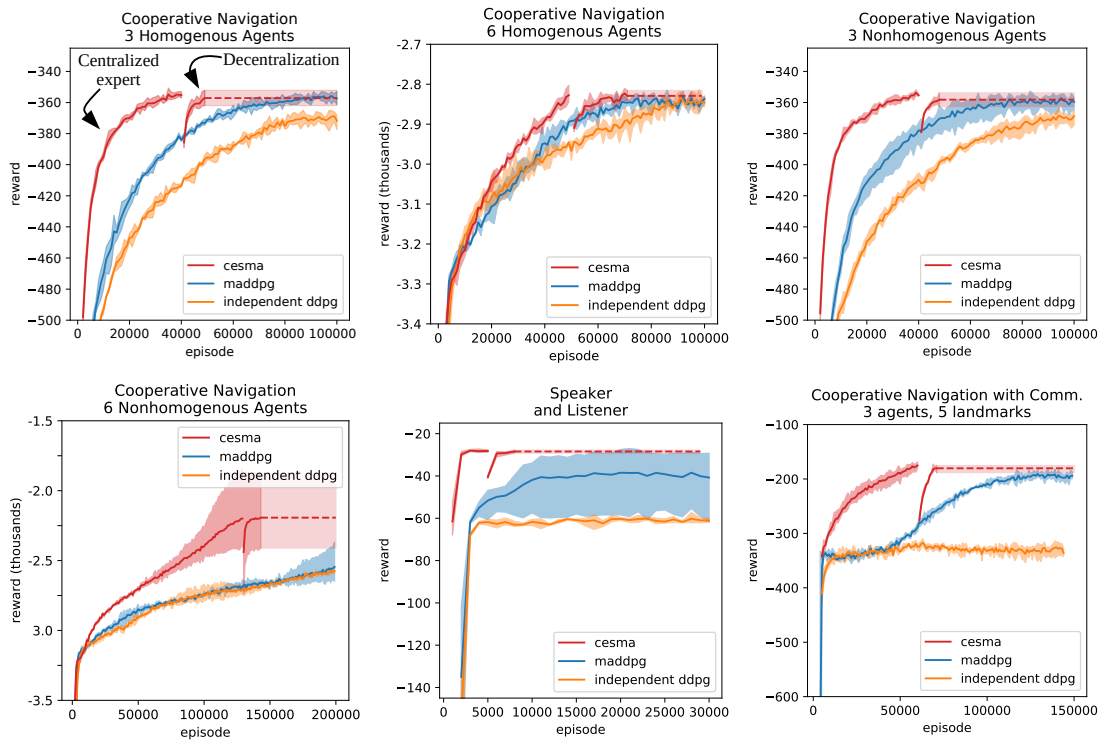 Cooperative Navigation
3 Homogenous Agents
Centralized
expert
Decentralization
−340
−360
−380
−400
−420
−440
−460
−480
−500
reward
0 20000 40000 60000 80000 100000
episode
cesma
maddpg
independent ddpg
Cooperative Navigation
6 Homogenous Agents
−2.7
−2.8
−2.9
−3.0
−3.1
−3.2
−3.3
−3.4
reward (thousands)
0 20000 40000 60000 80000 100000
episode
cesma
maddpg
independent ddpg
Cooperative Navigation
3 Nonhomogenous Agents
−340
−360
−380
−400
−420
−440
−460
−480
−500
reward
0 20000 40000 60000 80000 100000
episode
cesma
maddpg
independent ddpg
Cooperative Navigation
6 Nonhomogenous Agents
-1.5
-2.0
-2.5
3.0
-3.5
reward (thousands)
0 50000 100000 150000 200000
episode
cesma
maddpg
independent ddpg
Speaker
and Listener
−20
−40
−60
−80
−100
−120
−140
reward
0 5000 10000 15000 20000 25000 30000
episode
cesma
maddpg
independent ddpg
Cooperative Navigation with Comm.
3 agents, 5 landmarks
−100
−200
−300
−400
−500
−600
reward
0 50000 100000 150000
episode
cesma
maddpg
independent ddpg